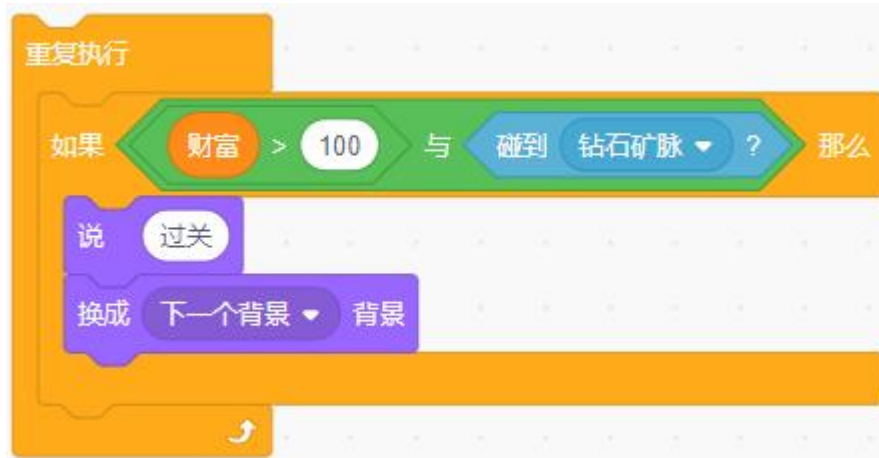 重复执行
如果 财富 > 100 与 碰到 钻石矿脉 ? 那么
说 过关
换成 下一个背景 背景